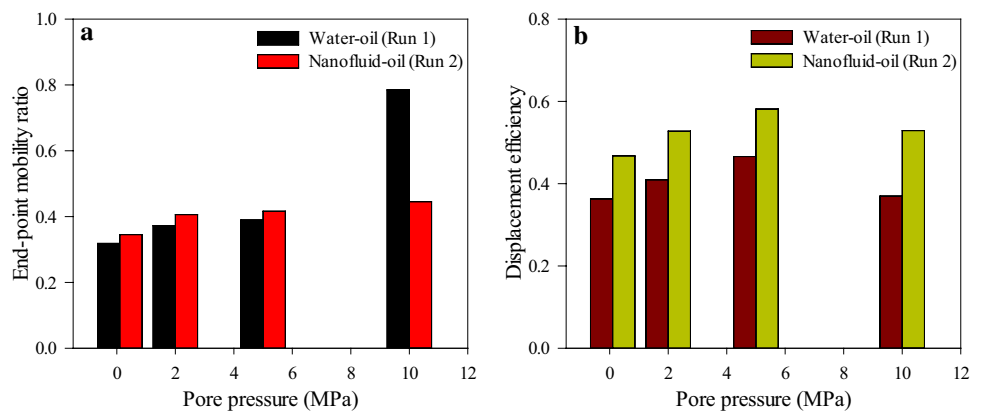 a
Water-oil (Run 1)
Nanofluid-oil (Run 2)
End-point mobility ratio
1.0
0.8
0.6
0.4
0.2
0.0
0 2 4 6 8 10 12
Pore pressure (MPa)
b
Water-oil (Run 1)
Nanofluid-oil (Run 2)
Displacement efficiency
0.8
0.6
0.4
0.2
0.0
0 2 4 6 8 10 12
Pore pressure (MPa)